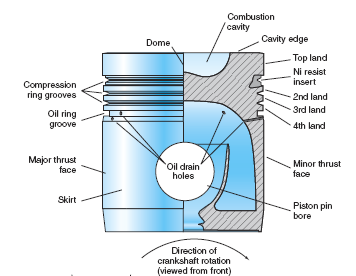 Combustion
cavity
Dome
Cavity edge
Top land
Ni resist
insert
2nd land
3rd land
4th land
Compression
ring grooves
Oil ring
groove
Major thrust
face
Oil drain
holes
Minor thrust
face
Skirt
Piston pin
bore
Direction of
crankshaft rotation
(viewed from front)